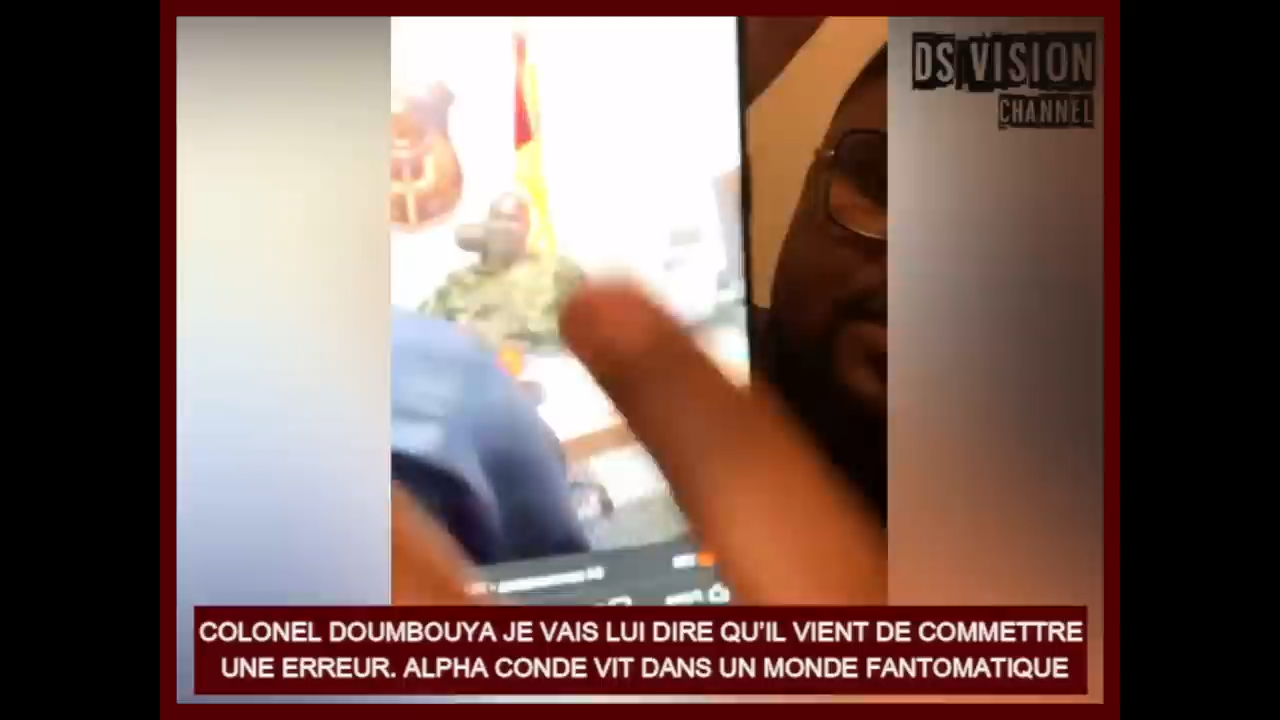 DS VISION
CHANNEL
COLONEL DOUMBOUYA JE VAIS LUI DIRE QU'IL VIENT DE COMMETTRE
UNE ERREUR. ALPHA CONDE VIT DANS UN MONDE FANTOMATIQUE